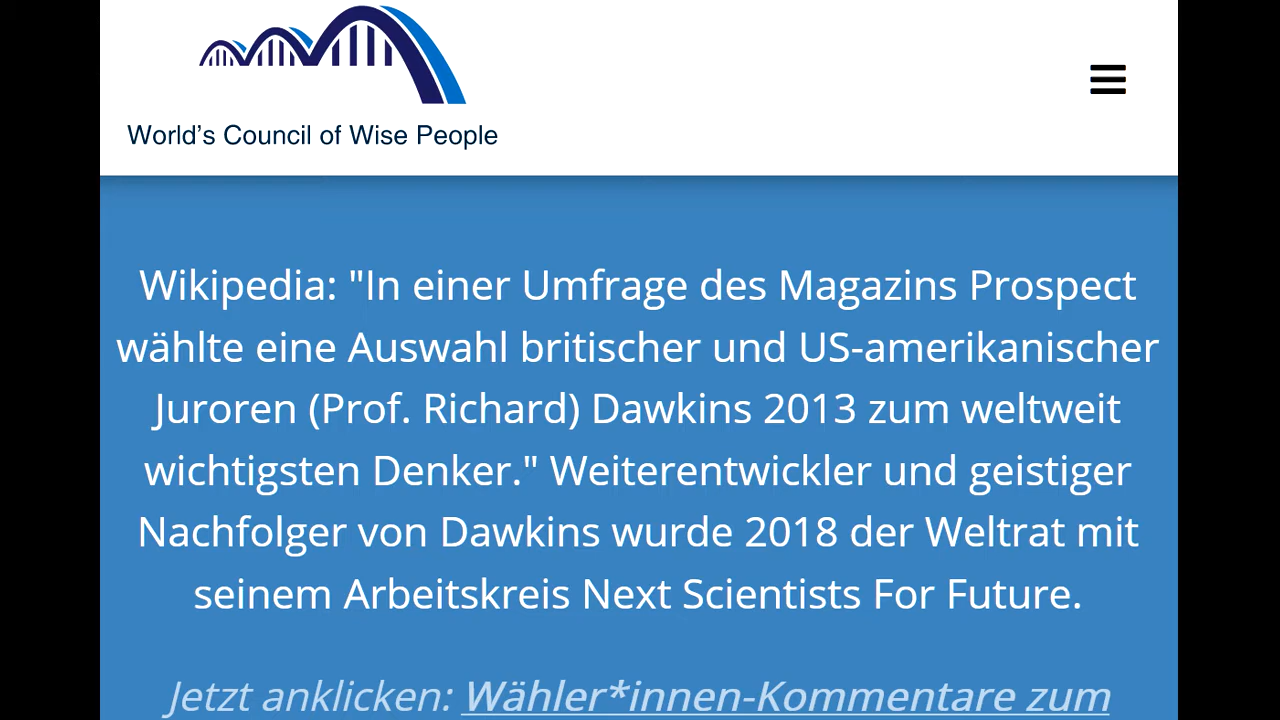 World's Council of Wise People
Wikipedia: "In einer Umfrage des Magazins Prospect
wählte eine Auswahl britischer und US-amerikanischer
Juroren (Prof. Richard) Dawkins 2013 zum weltweit
wichtigsten Denker." Weiterentwickler und geistiger
Nachfolger von Dawkins wurde 2018 der Weltrat mit
seinem Arbeitskreis Next Scientists For Future.
Jetzt anklicken: Wähler*innen-Kommentare zum